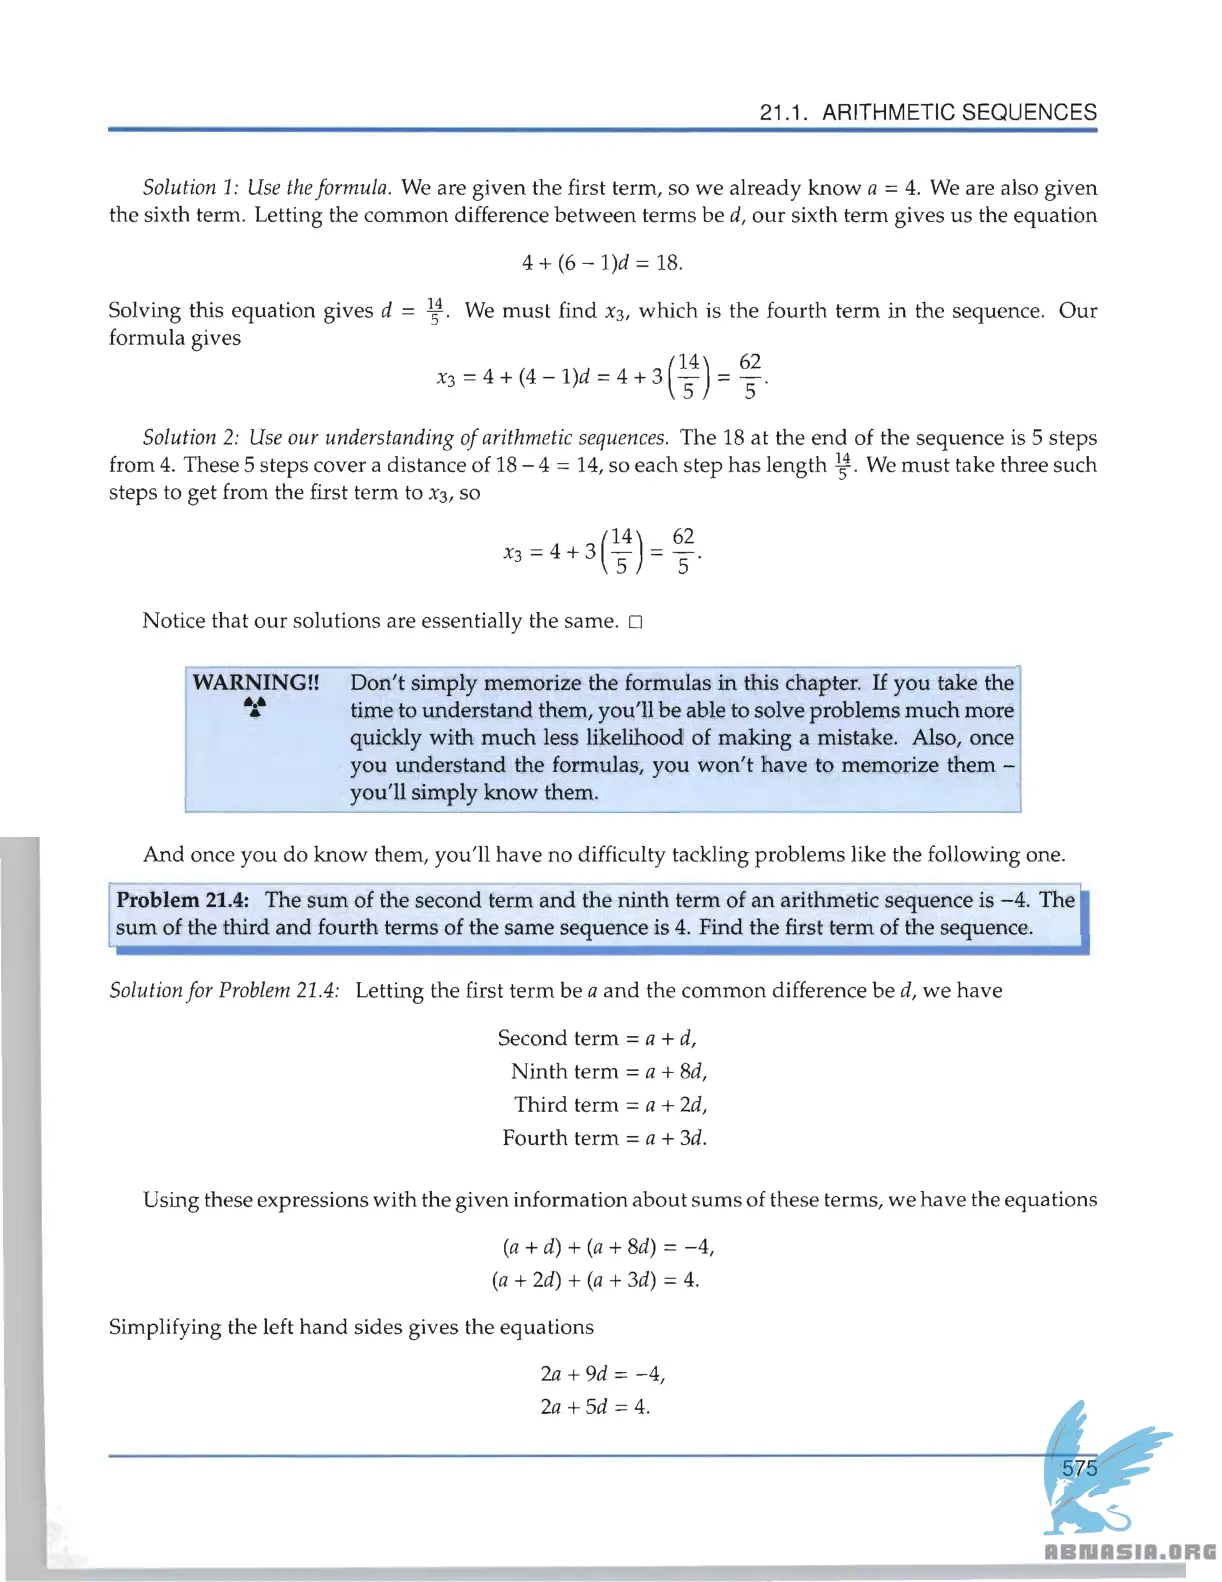 21.1. ARITHMETIC SEQUENCES
Solution 1: Use the formula. We are given the first term, so we already know a = 4. We are also given
the sixth term. Letting the common difference between terms be d, our sixth term gives us the equation
4 + (6 − 1)d = 18.
Solving this equation gives d = 14/5. We must find x₃, which is the fourth term in the sequence. Our
formula gives
x₃ = 4 + (4 − 1)d = 4 + 3(14/5) = 62/5.
Solution 2: Use our understanding of arithmetic sequences. The 18 at the end of the sequence is 5 steps
from 4. These 5 steps cover a distance of 18 − 4 = 14, so each step has length 14/5. We must take three such
steps to get from the first term to x₃, so
x₃ = 4 + 3(14/5) = 62/5.
Notice that our solutions are essentially the same. □
WARNING!! Don't simply memorize the formulas in this chapter. If you take the
time to understand them, you'll be able to solve problems much more
quickly with much less likelihood of making a mistake. Also, once
you understand the formulas, you won't have to memorize them –
you'll simply know them.
And once you do know them, you'll have no difficulty tackling problems like the following one.
Problem 21.4: The sum of the second term and the ninth term of an arithmetic sequence is −4. The
sum of the third and fourth terms of the same sequence is 4. Find the first term of the sequence.
Solution for Problem 21.4: Letting the first term be a and the common difference be d, we have
Second term = a + d,
Ninth term = a + 8d,
Third term = a + 2d,
Fourth term = a + 3d.
Using these expressions with the given information about sums of these terms, we have the equations
(a + d) + (a + 8d) = −4,
(a + 2d) + (a + 3d) = 4.
Simplifying the left hand sides gives the equations
2a + 9d = −4,
2a + 5d = 4.
575
ABNASIA.ORG